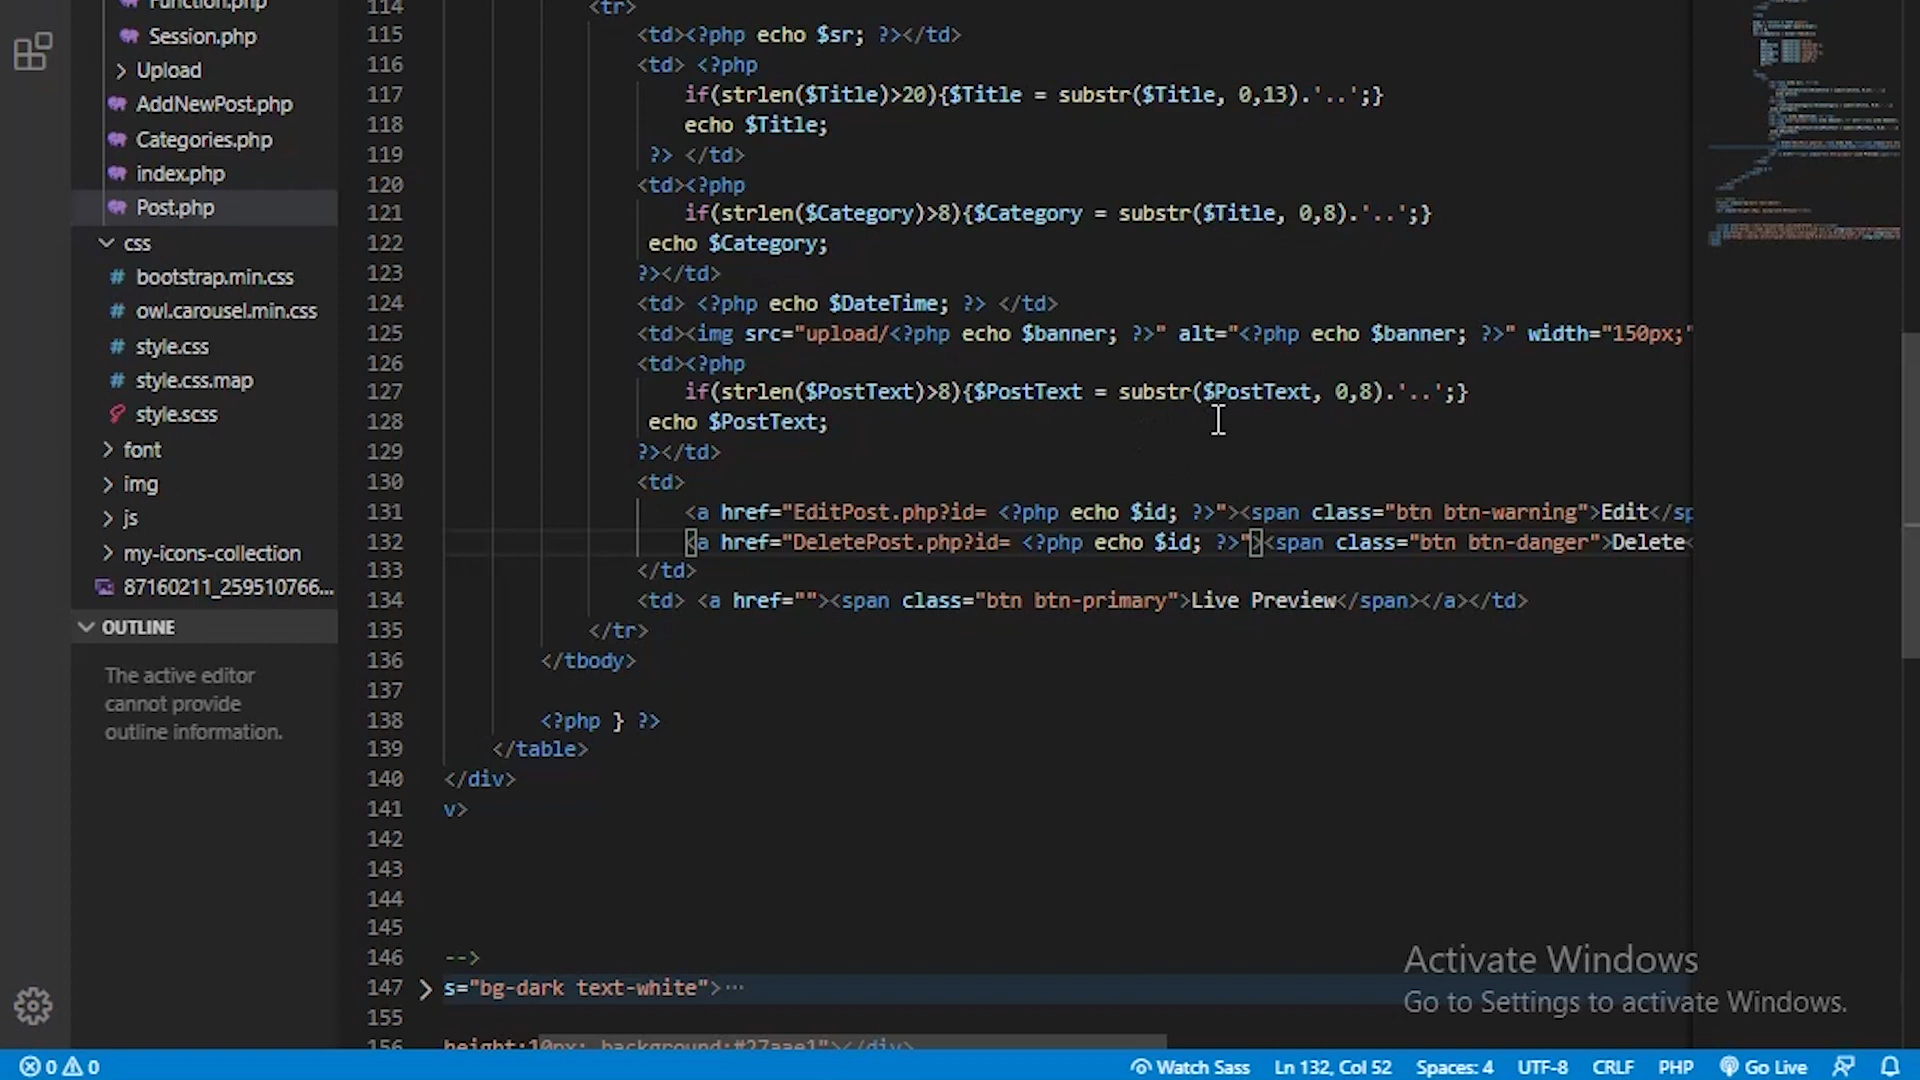 Function.php
Session.php
Upload
AddNewPost.php
Categories.php
index.php
Post.php
css
bootstrap.min.css
owl.carousel.min.css
style.css
style.css.map
style.scss
font
img
js
my-icons-collection
87160211_259510766...
OUTLINE
The active editor
cannot provide
outline information.
114 <tr>
115 <td><?php echo $sr; ?></td>
116 <td> <?php
117 if(strlen($Title)>20){$Title = substr($Title, 0,13).'..';}
118 echo $Title;
119 ?> </td>
120 <td><?php
121 if(strlen($Category)>8){$Category = substr($Title, 0,8).'..';}
122 echo $Category;
123 ?></td>
124 <td> <?php echo $DateTime; ?> </td>
125 <td><img src="upload/<?php echo $banner; ?>" alt="<?php echo $banner; ?>" width="150px;"
126 <td><?php
127 if(strlen($PostText)>8){$PostText = substr($PostText, 0,8).'..';}
128 echo $PostText;
129 ?></td>
130 <td>
131 <a href="EditPost.php?id= <?php echo $id; ?>"><span class="btn btn-warning">Edit</sp
132 <a href="DeletePost.php?id= <?php echo $id; ?>"><span class="btn btn-danger">Delete<
133 </td>
134 <td> <a href=""><span class="btn btn-primary">Live Preview</span></a></td>
135 </tr>
136 </tbody>
137
138 <?php } ?>
139 </table>
140 </div>
141 v>
142
143
144
145
146 -->
147 s="bg-dark text-white">...
155
156 height:10px; background:#27aae1"></div>
Activate Windows
Go to Settings to activate Windows.
0 0 Watch Sass Ln 132, Col 52 Spaces: 4 UTF-8 CRLF PHP Go Live